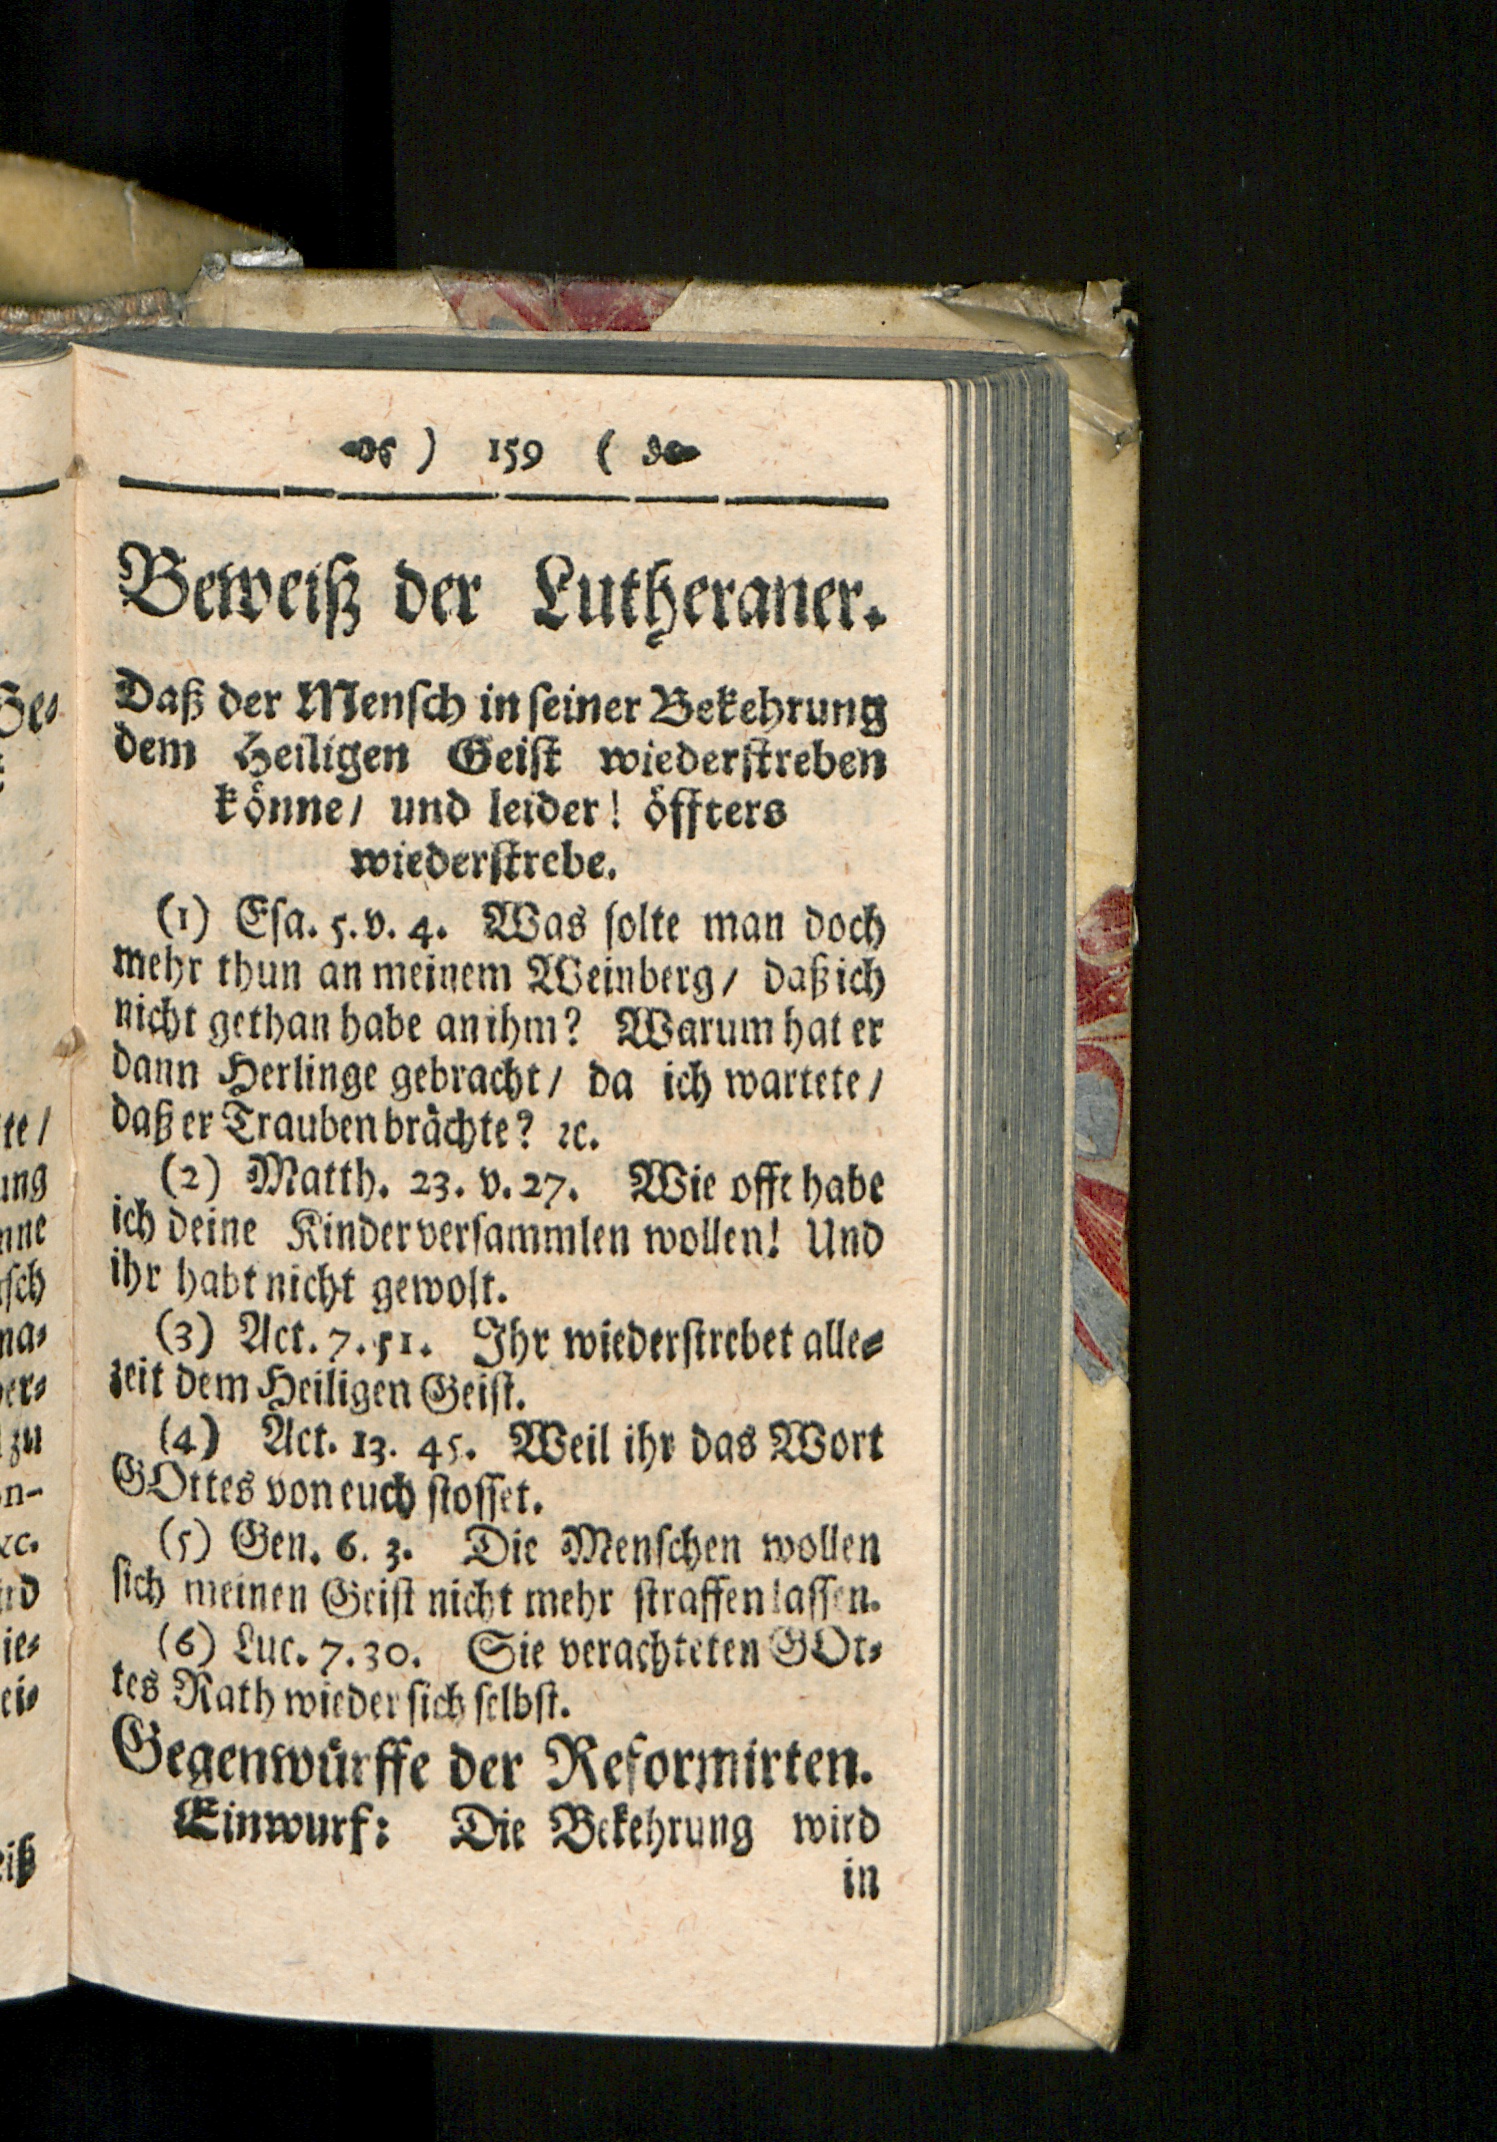 ) 159 (
Beweiß der Lutheraner.
Daß der Mensch in seiner Bekehrung
dem Heiligen Geist wiederstreben
könne/ und leider! öffters
wiederstrebe.
(1) Esa. 5. v. 4. Was solte man doch
mehr thun an meinem Weinberg/ daß ich
nicht gethan habe an ihm? Warum hat er
dann Herlinge gebracht/ da ich wartete/
daß er Trauben brächte? ꝛc.
(2) Matth. 23. v. 27. Wie offt habe
ich deine Kinder versammlen wollen! Und
ihr habt nicht gewolt.
(3) Act. 7. 51. Ihr wiederstrebet alle⸗
zeit dem Heiligen Geist.
(4) Act. 13. 45. Weil ihr das Wort
GOttes von euch stosset.
(5) Gen. 6. 3. Die Menschen wollen
sich meinen Geist nicht mehr straffen lassen.
(6) Luc. 7. 30. Sie verachteten GOt⸗
tes Rath wieder sich selbst.
Gegenwürffe der Reformirten.
Einwurf: Die Bekehrung wird
in